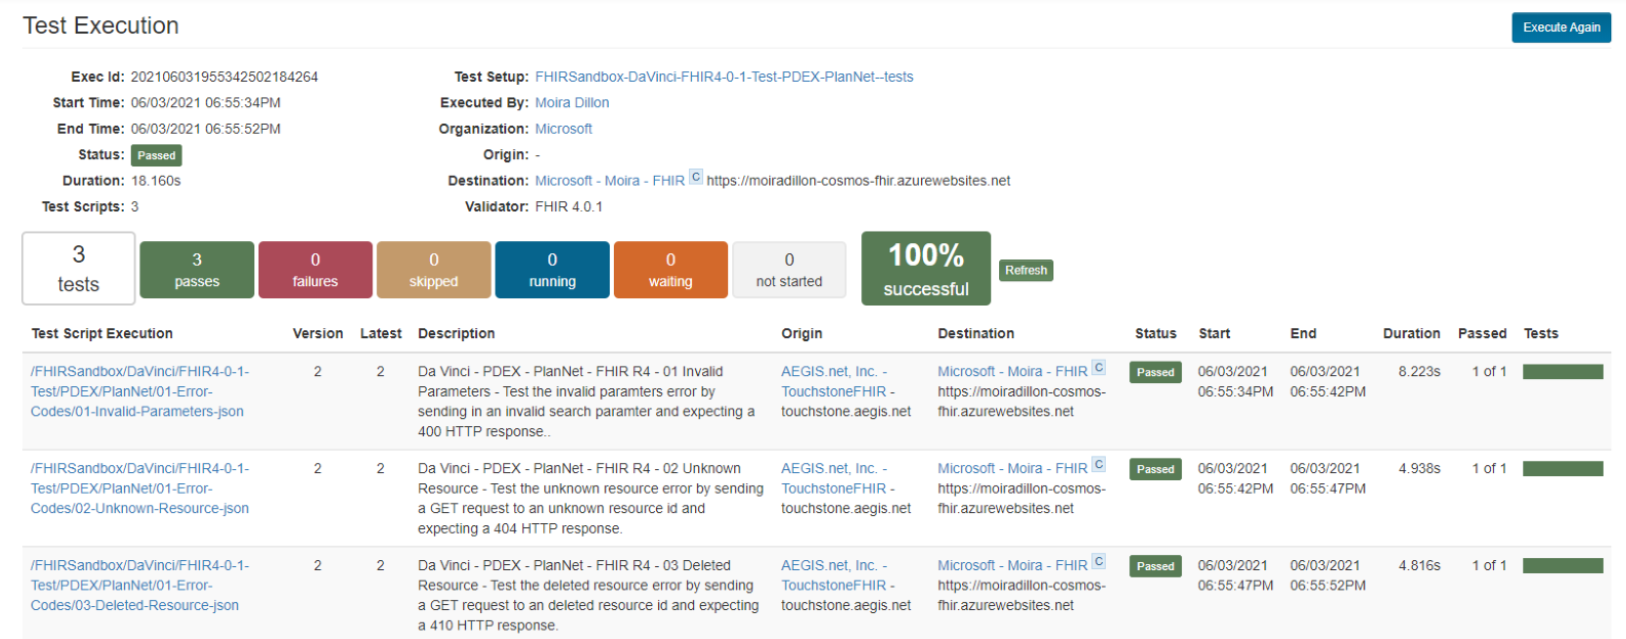 Test Execution
Execute Again
Exec Id: 202106031955342502184264
Start Time: 06/03/2021 06:55:34PM
End Time: 06/03/2021 06:55:52PM
Status: Passed
Duration: 18.160s
Test Scripts: 3
Test Setup: FHIRSandbox-DaVinci-FHIR4-0-1-Test-PDEX-PlanNet--tests
Executed By: Moira Dillon
Organization: Microsoft
Origin: -
Destination: Microsoft - Moira - FHIR C https://moiradillon-cosmos-fhir.azurewebsites.net
Validator: FHIR 4.0.1
3
tests
3
passes
0
failures
0
skipped
0
running
0
waiting
0
not started
100%
successful
Refresh
Test Script Execution Version Latest Description Origin Destination Status Start End Duration Passed Tests
/FHIRSandbox/DaVinci/FHIR4-0-1-
Test/PDEX/PlanNet/01-Error-
Codes/01-Invalid-Parameters-json
2
2
Da Vinci - PDEX - PlanNet - FHIR R4 - 01 Invalid
Parameters - Test the invalid paramters error by
sending in an invalid search paramter and expecting a
400 HTTP response..
AEGIS.net, Inc. -
TouchstoneFHIR -
touchstone.aegis.net
Microsoft - Moira - FHIR C
https://moiradillon-cosmos-
fhir.azurewebsites.net
Passed
06/03/2021
06:55:34PM
06/03/2021
06:55:42PM
8.223s
1 of 1
/FHIRSandbox/DaVinci/FHIR4-0-1-
Test/PDEX/PlanNet/01-Error-
Codes/02-Unknown-Resource-json
2
2
Da Vinci - PDEX - PlanNet - FHIR R4 - 02 Unknown
Resource - Test the unknown resource error by sending
a GET request to an unknown resource id and
expecting a 404 HTTP response.
AEGIS.net, Inc. -
TouchstoneFHIR -
touchstone.aegis.net
Microsoft - Moira - FHIR C
https://moiradillon-cosmos-
fhir.azurewebsites.net
Passed
06/03/2021
06:55:42PM
06/03/2021
06:55:47PM
4.938s
1 of 1
/FHIRSandbox/DaVinci/FHIR4-0-1-
Test/PDEX/PlanNet/01-Error-
Codes/03-Deleted-Resource-json
2
2
Da Vinci - PDEX - PlanNet - FHIR R4 - 03 Deleted
Resource - Test the deleted resource error by sending
a GET request to an deleted resource id and expecting
a 410 HTTP response.
AEGIS.net, Inc. -
TouchstoneFHIR -
touchstone.aegis.net
Microsoft - Moira - FHIR C
https://moiradillon-cosmos-
fhir.azurewebsites.net
Passed
06/03/2021
06:55:47PM
06/03/2021
06:55:52PM
4.816s
1 of 1